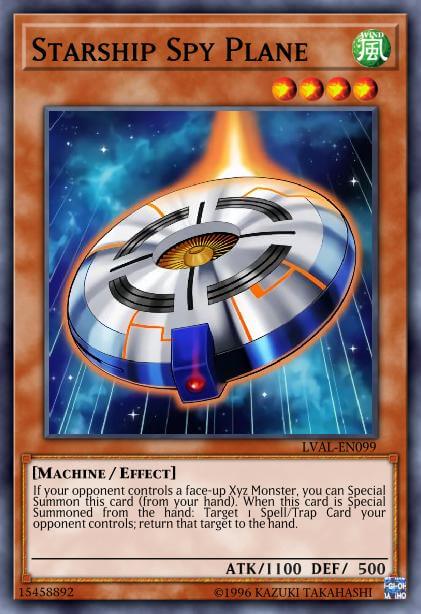 STARSHIP SPY PLANE
WIND
風
LVAL-EN099
[MACHINE / EFFECT]
If your opponent controls a face-up Xyz Monster, you can Special
Summon this card (from your hand). When this card is Special
Summoned from the hand: Target 1 Spell/Trap Card your
opponent controls; return that target to the hand.
ATK/1100 DEF/ 500
15458892
©1996 KAZUKI TAKAHASHI